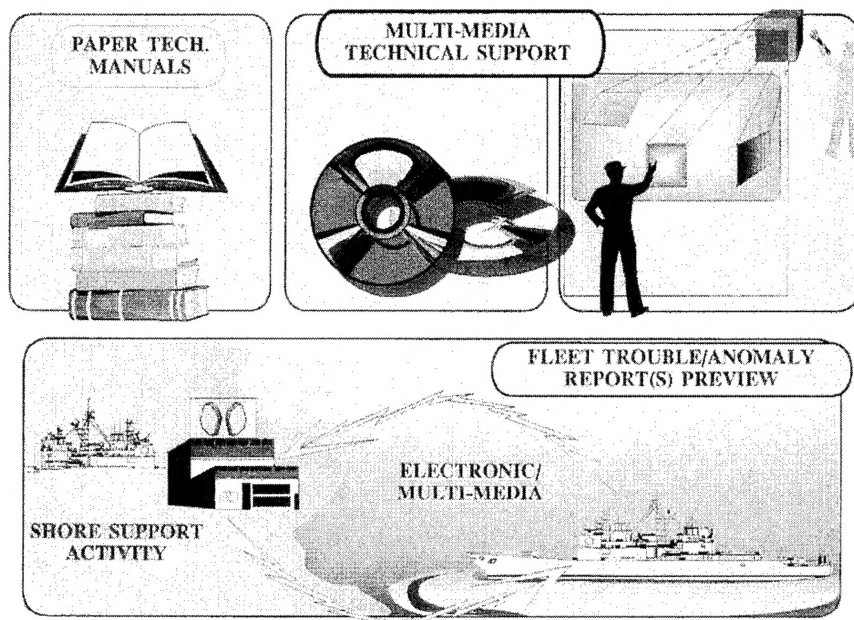 PAPER TECH.
MANUALS
MULTI-MEDIA
TECHNICAL SUPPORT
FLEET TROUBLE/ANOMALY
REPORT(S) PREVIEW
ELECTRONIC/
MULTI-MEDIA
SHORE SUPPORT
ACTIVITY